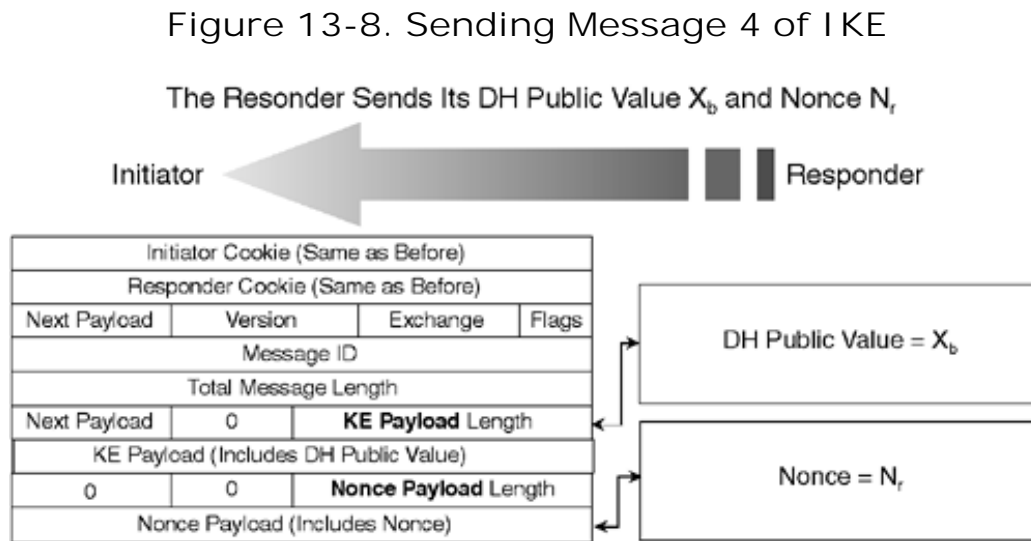 Figure 13-8. Sending Message 4 of IKE
The Resonder Sends Its DH Public Value Xb and Nonce Nr
Initiator
Responder
Initiator Cookie (Same as Before)
Responder Cookie (Same as Before)
Next Payload Version Exchange Flags
Message ID
Total Message Length
Next Payload 0 KE Payload Length
KE Payload (Includes DH Public Value)
0 0 Nonce Payload Length
Nonce Payload (Includes Nonce)
DH Public Value = Xb
Nonce = Nr